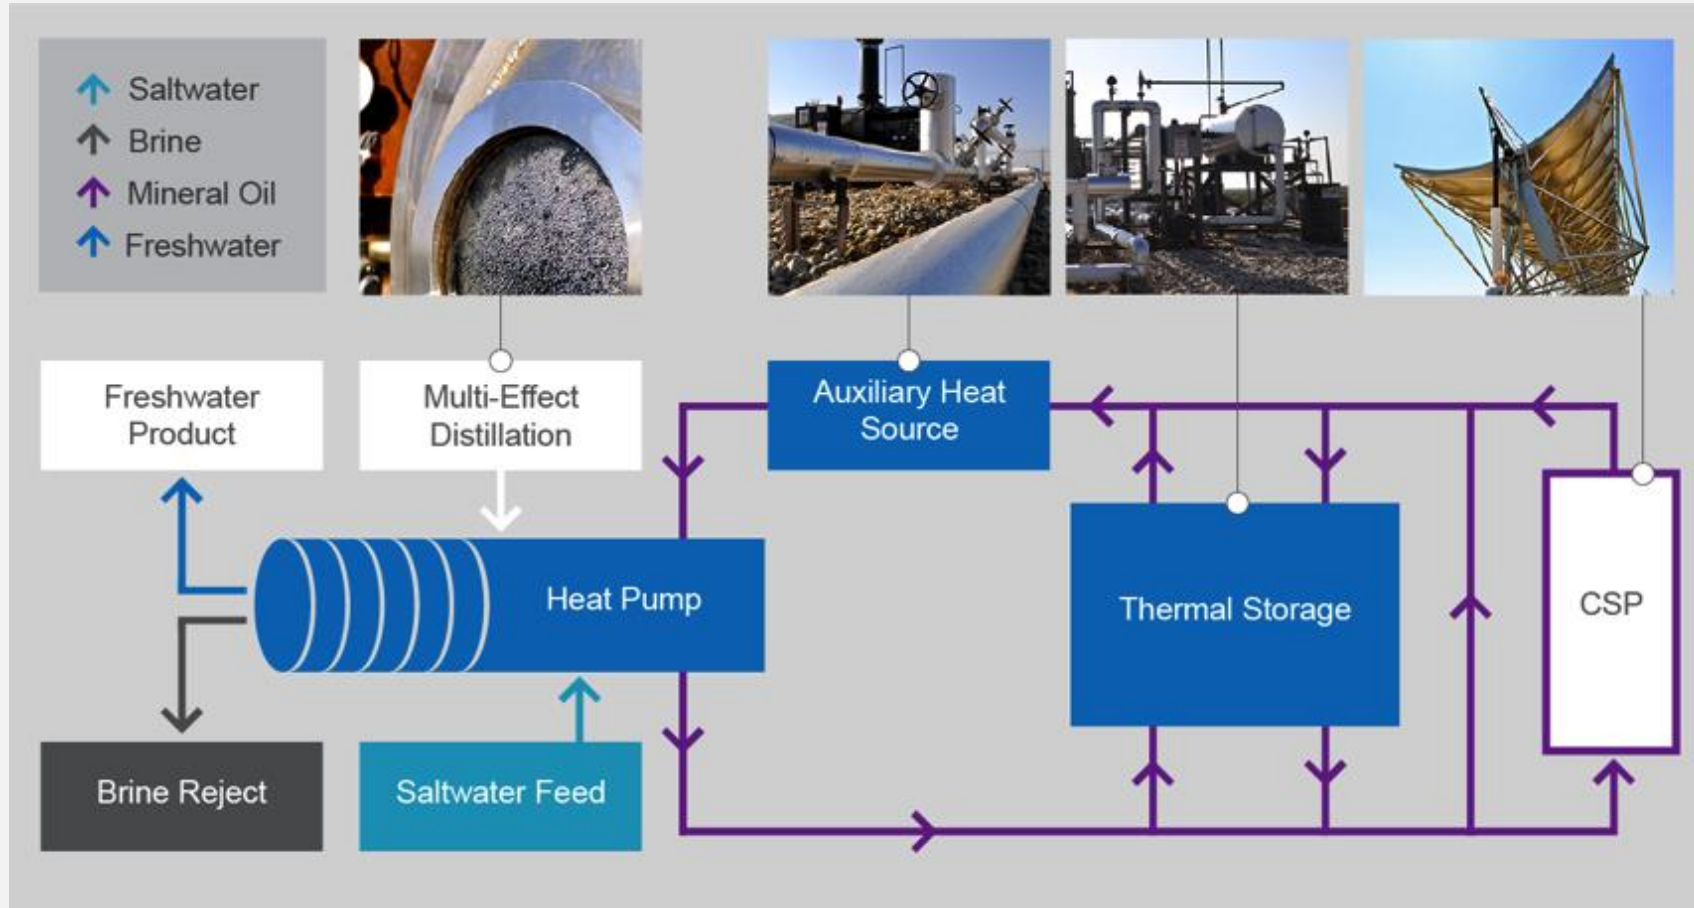 Saltwater
Brine
Mineral Oil
Freshwater
Freshwater
Product
Multi-Effect
Distillation
Auxiliary Heat
Source
Heat Pump
Thermal Storage
CSP
Brine Reject
Saltwater Feed